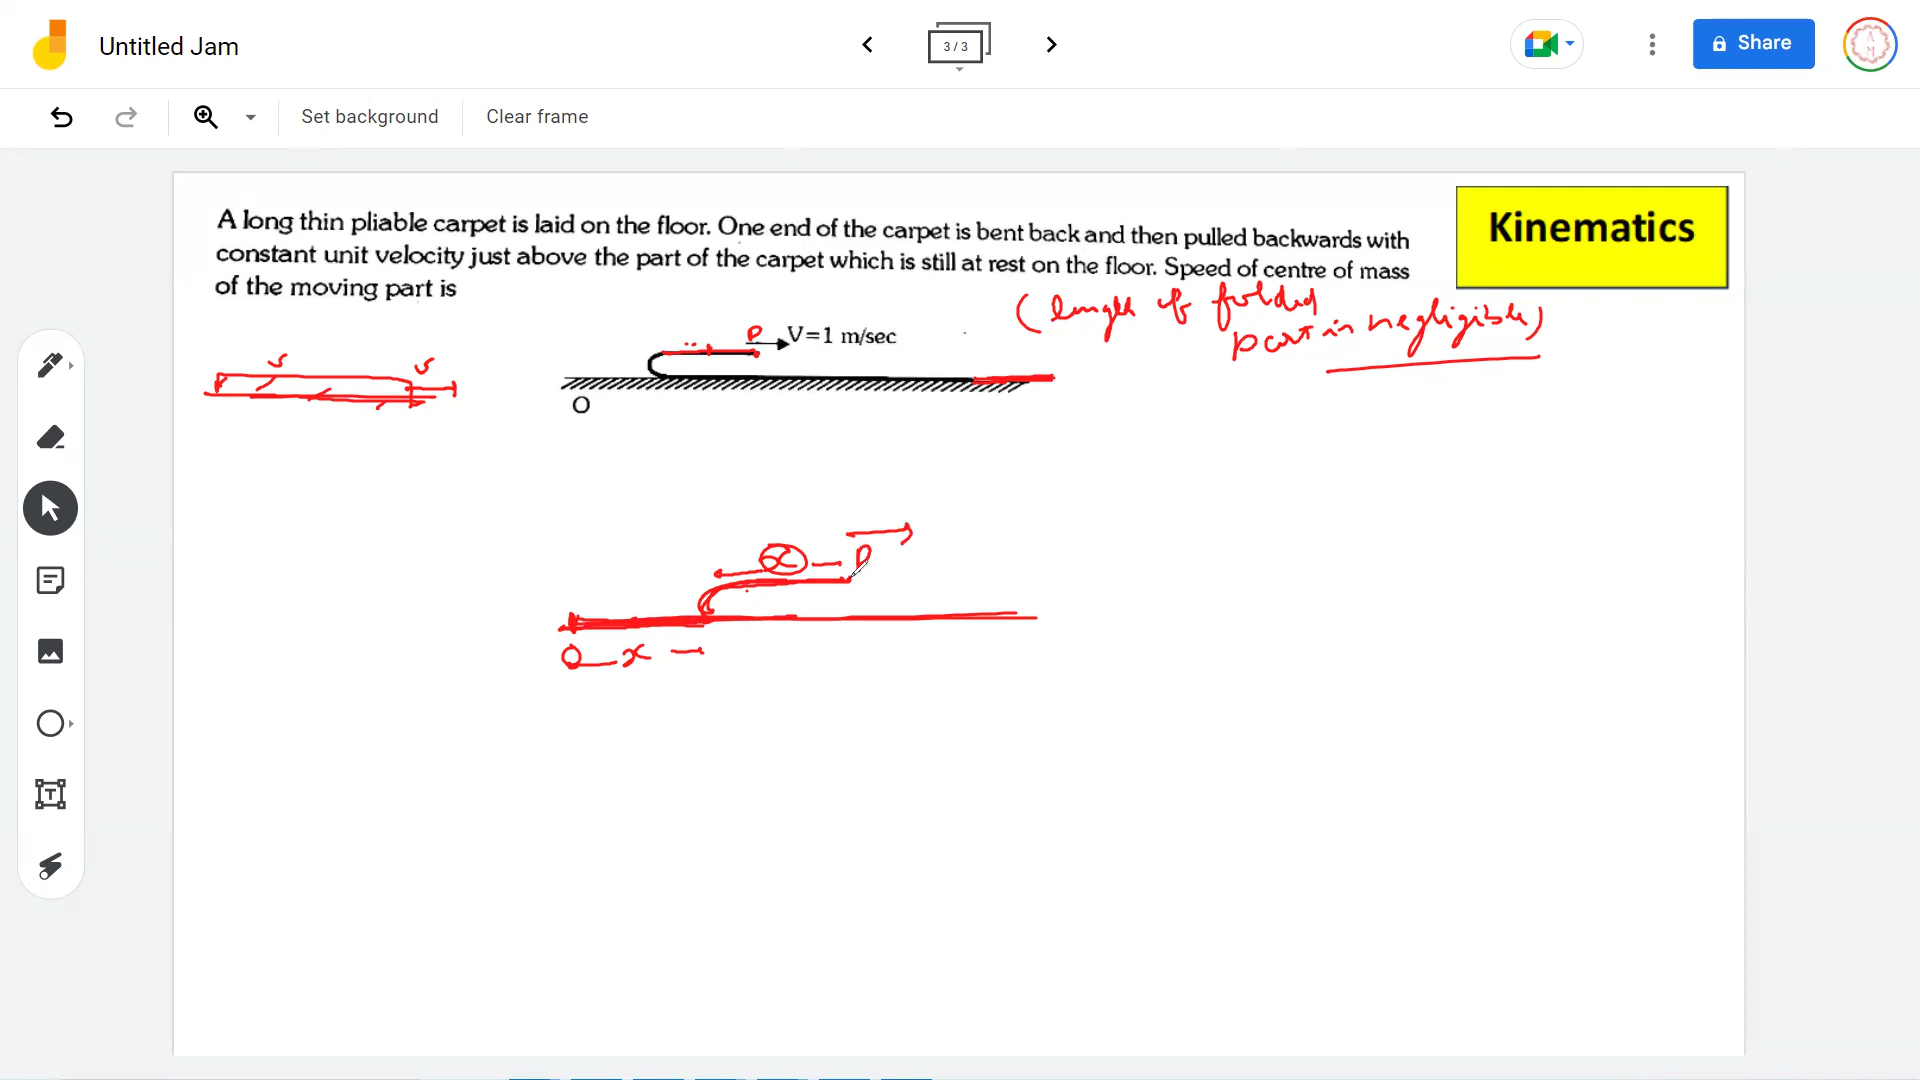 Untitled Jam
3 / 3
Share
Set background
Clear frame
A long thin pliable carpet is laid on the floor. One end of the carpet is bent back and then pulled backwards with
constant unit velocity just above the part of the carpet which is still at rest on the floor. Speed of centre of mass
of the moving part is
Kinematics
(length of folded
part is negligible)
P V=1 m/sec
O
x P
O x